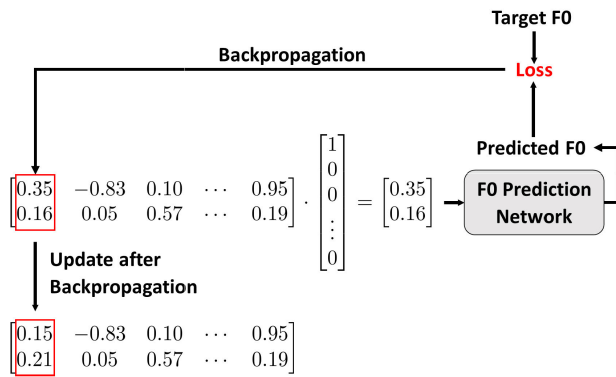 Target F0
Backpropagation
Loss
Predicted F0
[0.35 −0.83 0.10 ⋯ 0.95
0.16 0.05 0.57 ⋯ 0.19] · [1
0
0
⋮
0] = [0.35
0.16]
F0 Prediction
Network
Update after
Backpropagation
[0.15 −0.83 0.10 ⋯ 0.95
0.21 0.05 0.57 ⋯ 0.19]